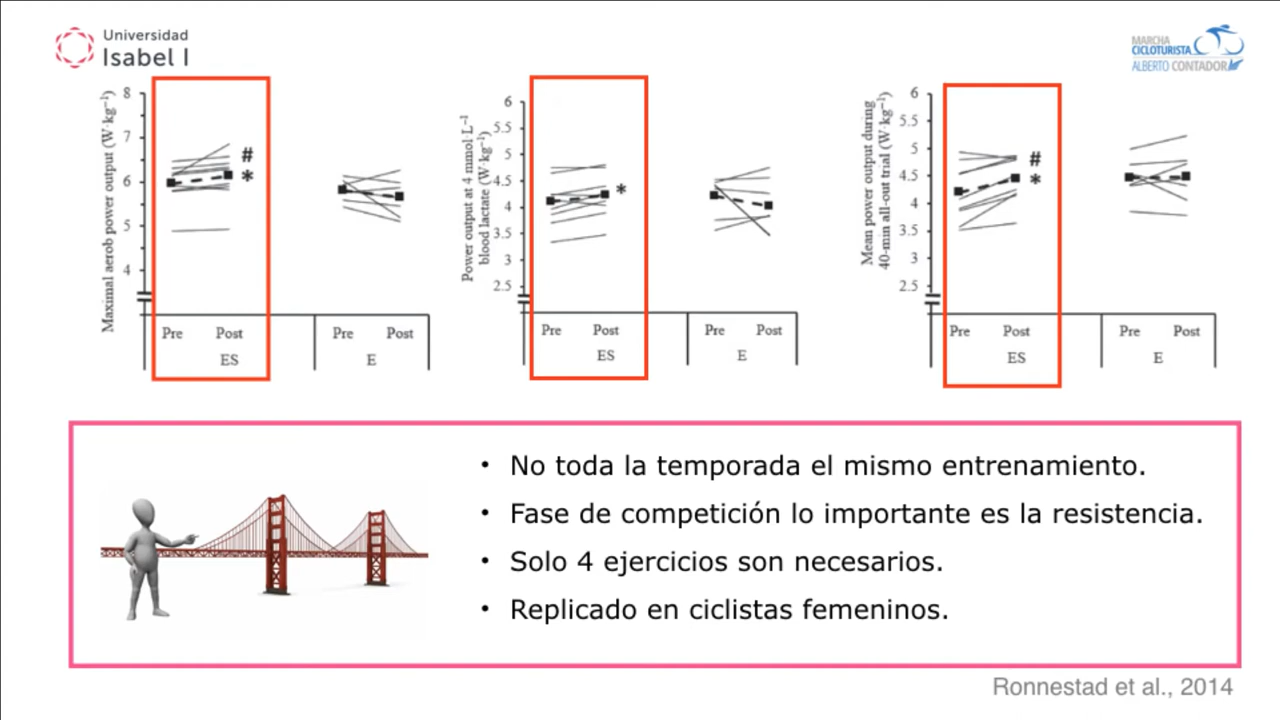 Universidad
Isabel I
MARCHA
CICLOTURISTA
ALBERTO CONTADOR
Maximal aerob power output (W·kg⁻¹)
8
7
6
5
4
#
*
Pre Post Pre Post
ES E
Power output at 4 mmol·L⁻¹
blood lactate (W·kg⁻¹)
6
5.5
5
4.5
4
3.5
3
2.5
*
Pre Post Pre Post
ES E
Mean power output during
40-min all-out trial (W·kg⁻¹)
6
5.5
5
4.5
4
3.5
3
2.5
#
*
Pre Post Pre Post
ES E
• No toda la temporada el mismo entrenamiento.
• Fase de competición lo importante es la resistencia.
• Solo 4 ejercicios son necesarios.
• Replicado en ciclistas femeninos.
Ronnestad et al., 2014